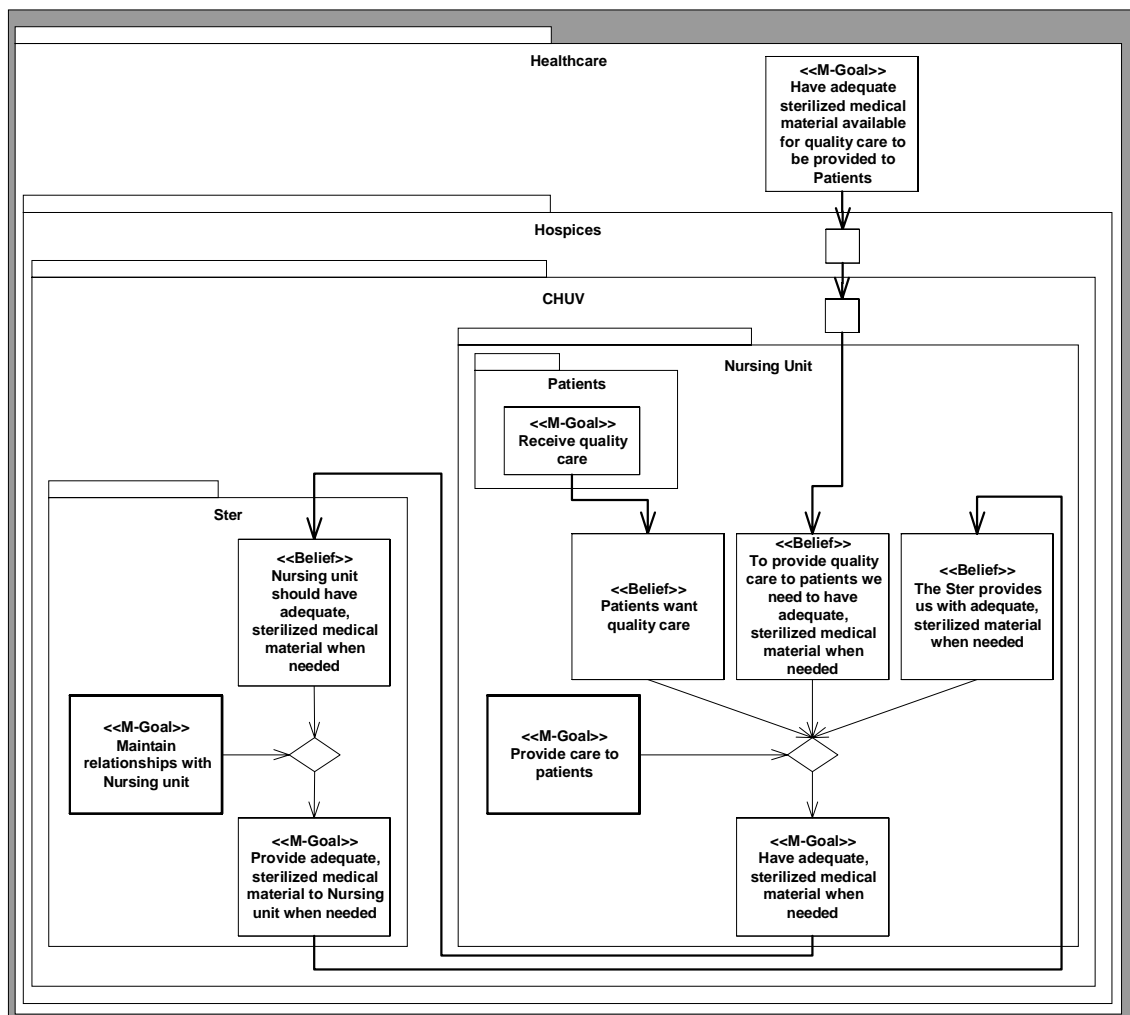 Healthcare
<<M-Goal>>
Have adequate
sterilized medical
material available
for quality care to
be provided to
Patients
Hospices
CHUV
Nursing Unit
Patients
<<M-Goal>>
Receive quality
care
Ster
<<Belief>>
Nursing unit
should have
adequate,
sterilized medical
material when
needed
<<Belief>>
Patients want
quality care
<<Belief>>
To provide quality
care to patients we
need to have
adequate,
sterilized medical
material when
needed
<<Belief>>
The Ster provides
us with adequate,
sterilized material
when needed
<<M-Goal>>
Maintain
relationships with
Nursing unit
<<M-Goal>>
Provide care to
patients
<<M-Goal>>
Provide adequate,
sterilized medical
material to Nursing
unit when needed
<<M-Goal>>
Have adequate,
sterilized medical
material when
needed